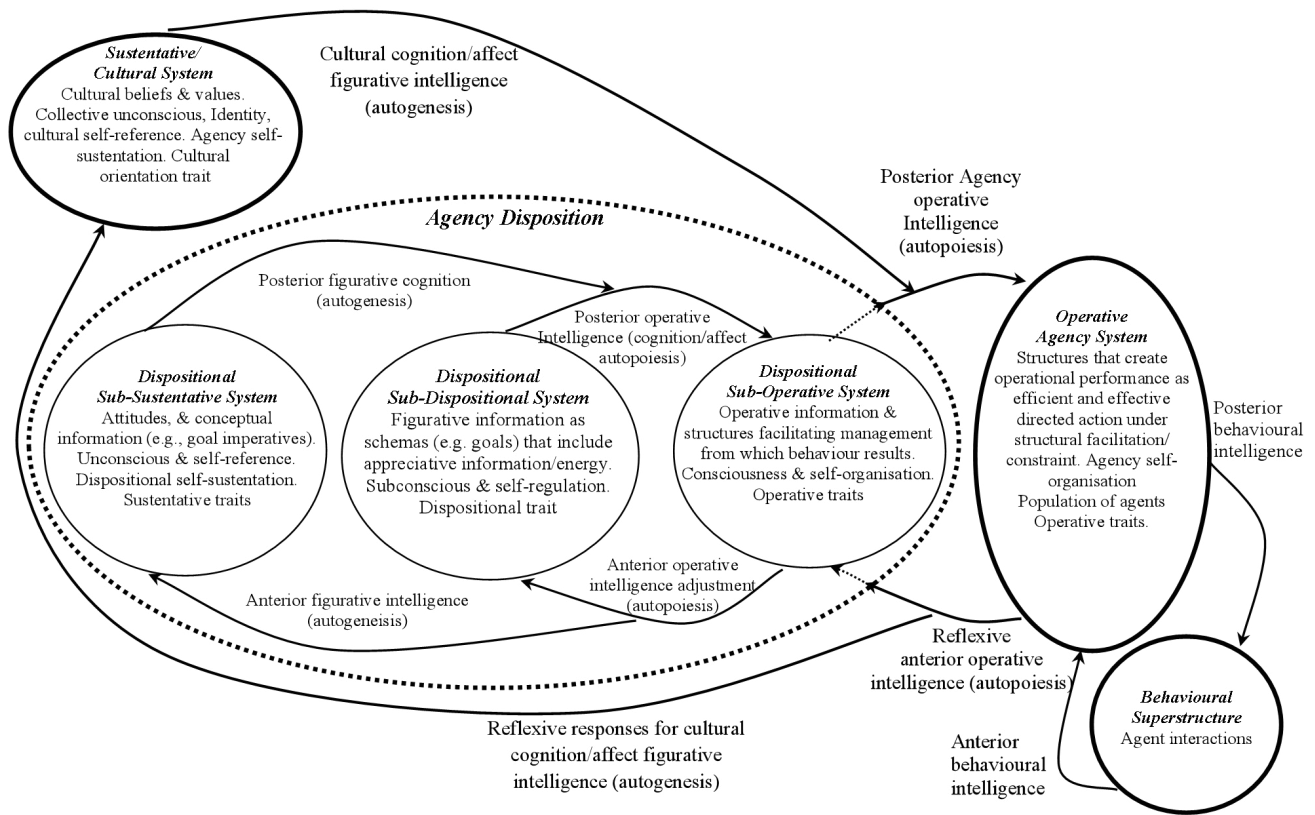 Sustentative/
Cultural System
Cultural beliefs & values.
Collective unconscious, Identity,
cultural self-reference. Agency self-
sustentation. Cultural
orientation trait
Cultural cognition/affect
figurative intelligence
(autogenesis)
Posterior Agency
operative
Intelligence
(autopoiesis)
Agency Disposition
Posterior figurative cognition
(autogenesis)
Posterior operative
Intelligence (cognition/affect
autopoiesis)
Dispositional
Sub-Sustentative System
Attitudes, & conceptual
information (e.g., goal imperatives).
Unconscious & self-reference.
Dispositional self-sustentation.
Sustentative traits
Dispositional
Sub-Dispositional System
Figurative information as
schemas (e.g. goals) that include
appreciative information/energy.
Subconscious & self-regulation.
Dispositional trait
Dispositional
Sub-Operative System
Operative information &
structures facilitating management
from which behaviour results.
Consciousness & self-organisation.
Operative traits
Operative
Agency System
Structures that create
operational performance as
efficient and effective
directed action under
structural facilitation/
constraint. Agency self-
organisation
Population of agents
Operative traits.
Posterior
behavioural
intelligence
Anterior operative
intelligence adjustment
(autopoiesis)
Anterior figurative intelligence
(autogeneisis)
Reflexive
anterior operative
intelligence (autopoiesis)
Reflexive responses for cultural
cognition/affect figurative
intelligence (autogenesis)
Anterior
behavioural
intelligence
Behavioural
Superstructure
Agent interactions